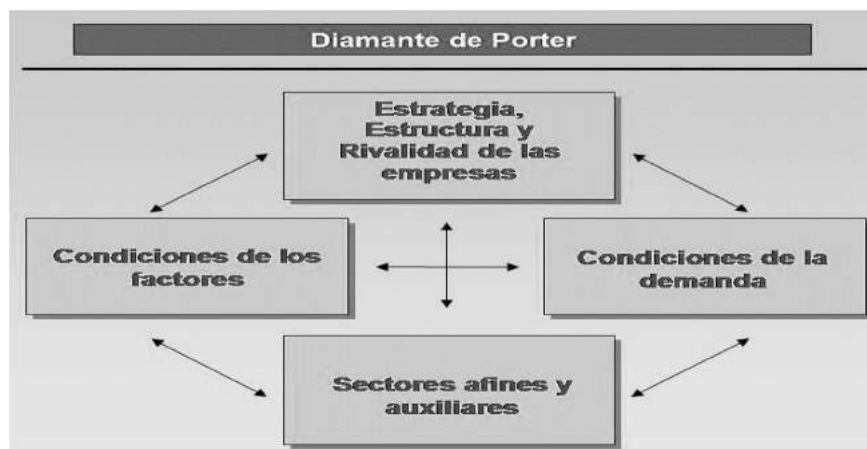 Diamante de Porter
Estrategia,
Estructura y
Rivalidad de las
empresas
Condiciones de los
factores
Condiciones de la
demanda
Sectores afines y
auxiliares